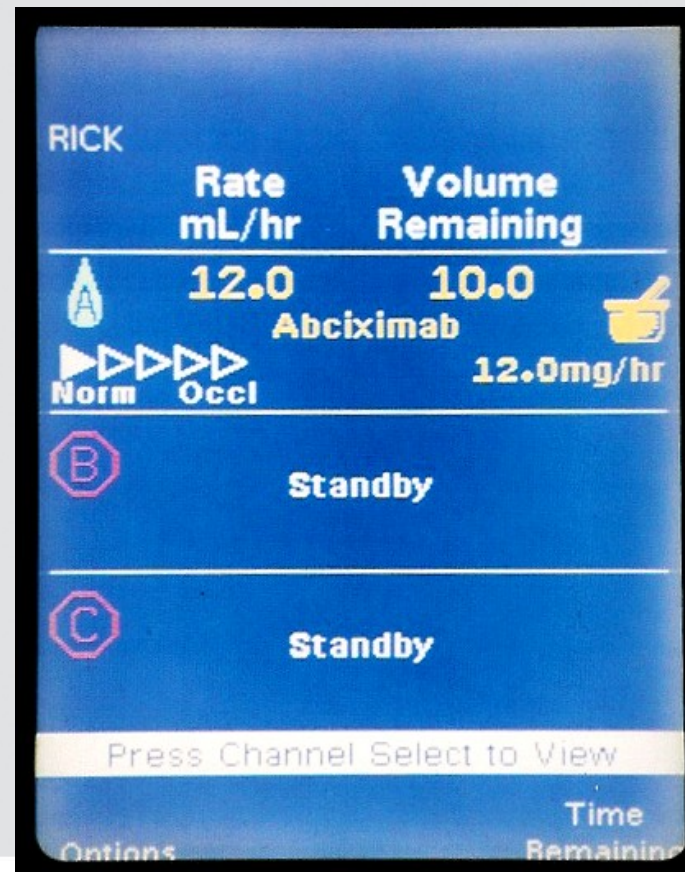 RICK
Rate Volume
mL/hr Remaining
12.0 10.0
A
Abciximab
12.0mg/hr
Norm Occl
B
Standby
C
Standby
Press Channel Select to View
Time
Options Remaining